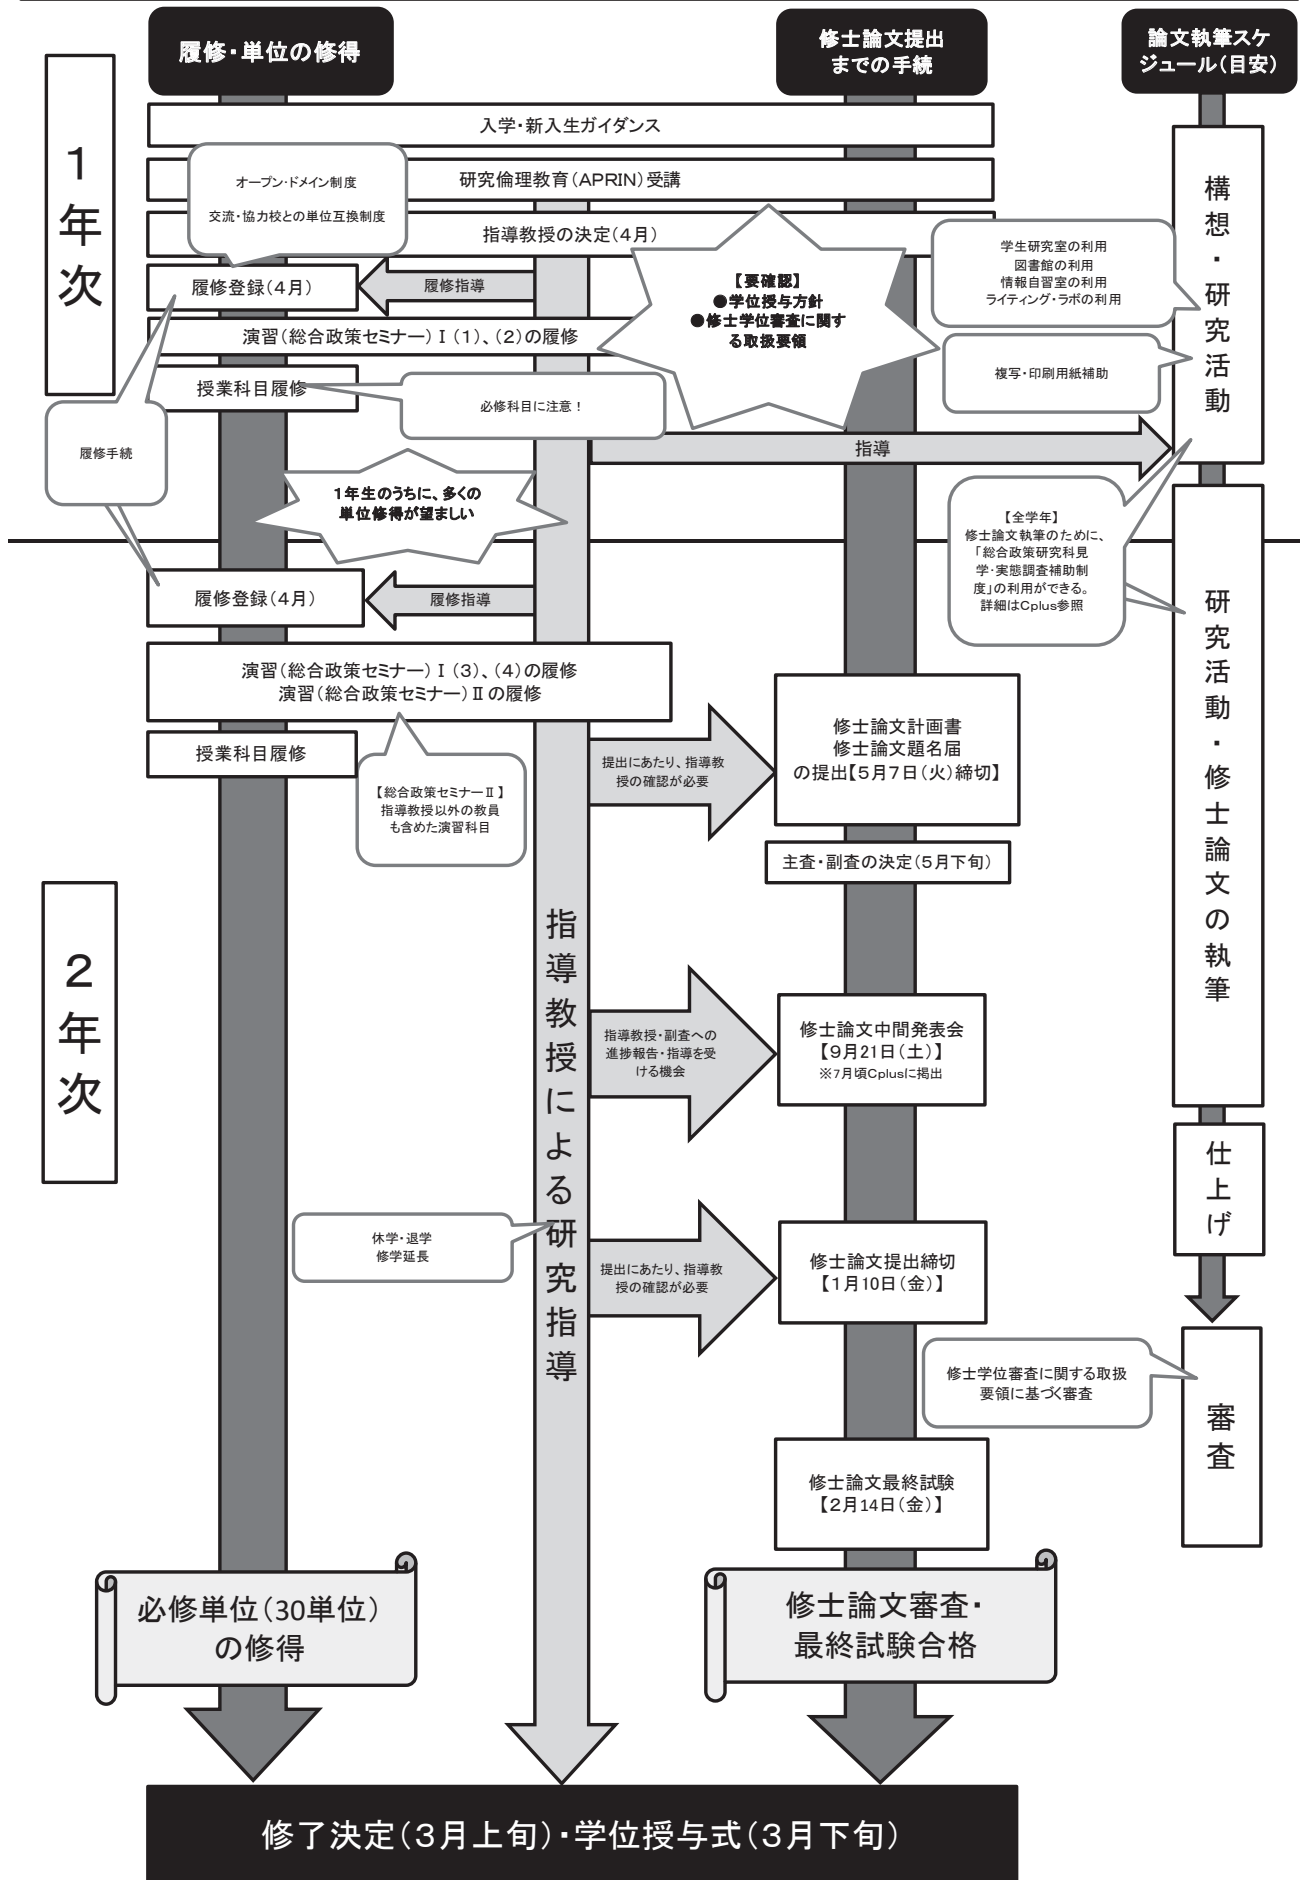 履修・単位の修得
修士論文提出
までの手続
論文執筆スケ
ジュール(目安)
1年次
入学・新入生ガイダンス
研究倫理教育(APRIN)受講
オープン・ドメイン制度
交流・協力校との単位互換制度
指導教授の決定(4月)
履修登録(4月)
履修指導
【要確認】
●学位授与方針
●修士学位審査に関す
る取扱要領
学生研究室の利用
図書館の利用
情報自習室の利用
ライティング・ラボの利用
構想・研究活動
演習(総合政策セミナー)Ⅰ(1)、(2)の履修
複写・印刷用紙補助
授業科目履修
必修科目に注意!
履修手続
指導
1年生のうちに、多くの
単位修得が望ましい
【全学年】
修士論文執筆のために、
「総合政策研究科見
学・実態調査補助制
度」の利用ができる。
詳細はCplus参照
2年次
履修登録(4月)
履修指導
研究活動・修士論文の執筆
演習(総合政策セミナー)Ⅰ(3)、(4)の履修
演習(総合政策セミナー)Ⅱの履修
授業科目履修
【総合政策セミナーⅡ】
指導教授以外の教員
も含めた演習科目
提出にあたり、指導教
授の確認が必要
修士論文計画書
修士論文題名届
の提出【5月7日(火)締切】
主査・副査の決定(5月下旬)
指導教授による研究指導
指導教授・副査への
進捗報告・指導を受
ける機会
修士論文中間発表会
【9月21日(土)】
※7月頃Cplusに掲出
仕上げ
休学・退学
修学延長
提出にあたり、指導教
授の確認が必要
修士論文提出締切
【1月10日(金)】
修士学位審査に関する取扱
要領に基づく審査
審査
修士論文最終試験
【2月14日(金)】
必修単位(30単位)
の修得
修士論文審査・
最終試験合格
修了決定(3月上旬)・学位授与式(3月下旬)